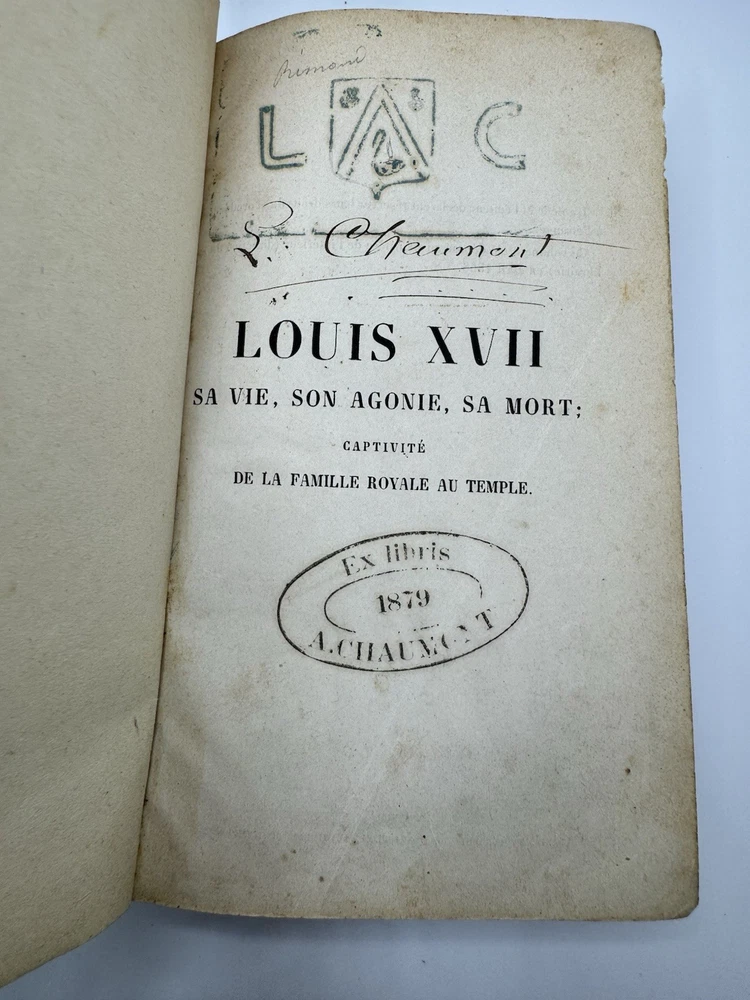 Rimaud
L C
L. Chaumont
LOUIS XVII
SA VIE, SON AGONIE, SA MORT;
CAPTIVITÉ
DE LA FAMILLE ROYALE AU TEMPLE.
Ex libris
1879
A. CHAUMONT